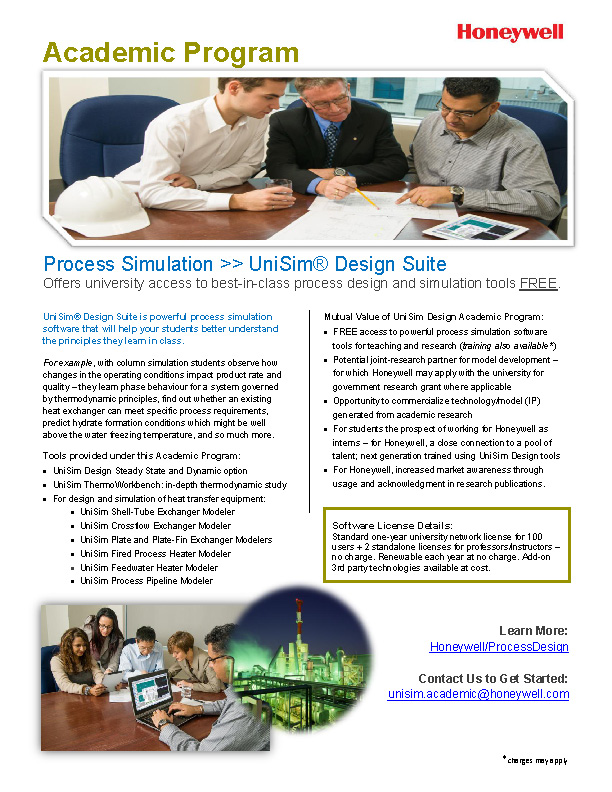 Honeywell
Academic Program
Process Simulation >> UniSim® Design Suite
Offers university access to best-in-class process design and simulation tools FREE.
UniSim® Design Suite is powerful process simulation
software that will help your students better understand
the principles they learn in class.
For example, with column simulation students observe how
changes in the operating conditions impact product rate and
quality – they learn phase behaviour for a system governed
by thermodynamic principles, find out whether an existing
heat exchanger can meet specific process requirements,
predict hydrate formation conditions which might be well
above the water freezing temperature, and so much more.
Tools provided under this Academic Program:
• UniSim Design Steady State and Dynamic option
• UniSim ThermoWorkbench: in-depth thermodynamic study
• For design and simulation of heat transfer equipment:
• UniSim Shell-Tube Exchanger Modeler
• UniSim Crossflow Exchanger Modeler
• UniSim Plate and Plate-Fin Exchanger Modelers
• UniSim Fired Process Heater Modeler
• UniSim Feedwater Heater Modeler
• UniSim Process Pipeline Modeler
Mutual Value of UniSim Design Academic Program:
• FREE access to powerful process simulation software
tools for teaching and research (training also available*)
• Potential joint-research partner for model development –
for which Honeywell may apply with the university for
government research grant where applicable
• Opportunity to commercialize technology/model (IP)
generated from academic research
• For students the prospect of working for Honeywell as
interns – for Honeywell, a close connection to a pool of
talent; next generation trained using UniSim Design tools
• For Honeywell, increased market awareness through
usage and acknowledgment in research publications.
Software License Details:
Standard one-year university network license for 100
users + 2 standalone licenses for professors/instructors –
no charge. Renewable each year at no charge. Add-on
3rd party technologies available at cost.
Learn More:
Honeywell/ProcessDesign
Contact Us to Get Started:
unisim.academic@honeywell.com
* charges may apply